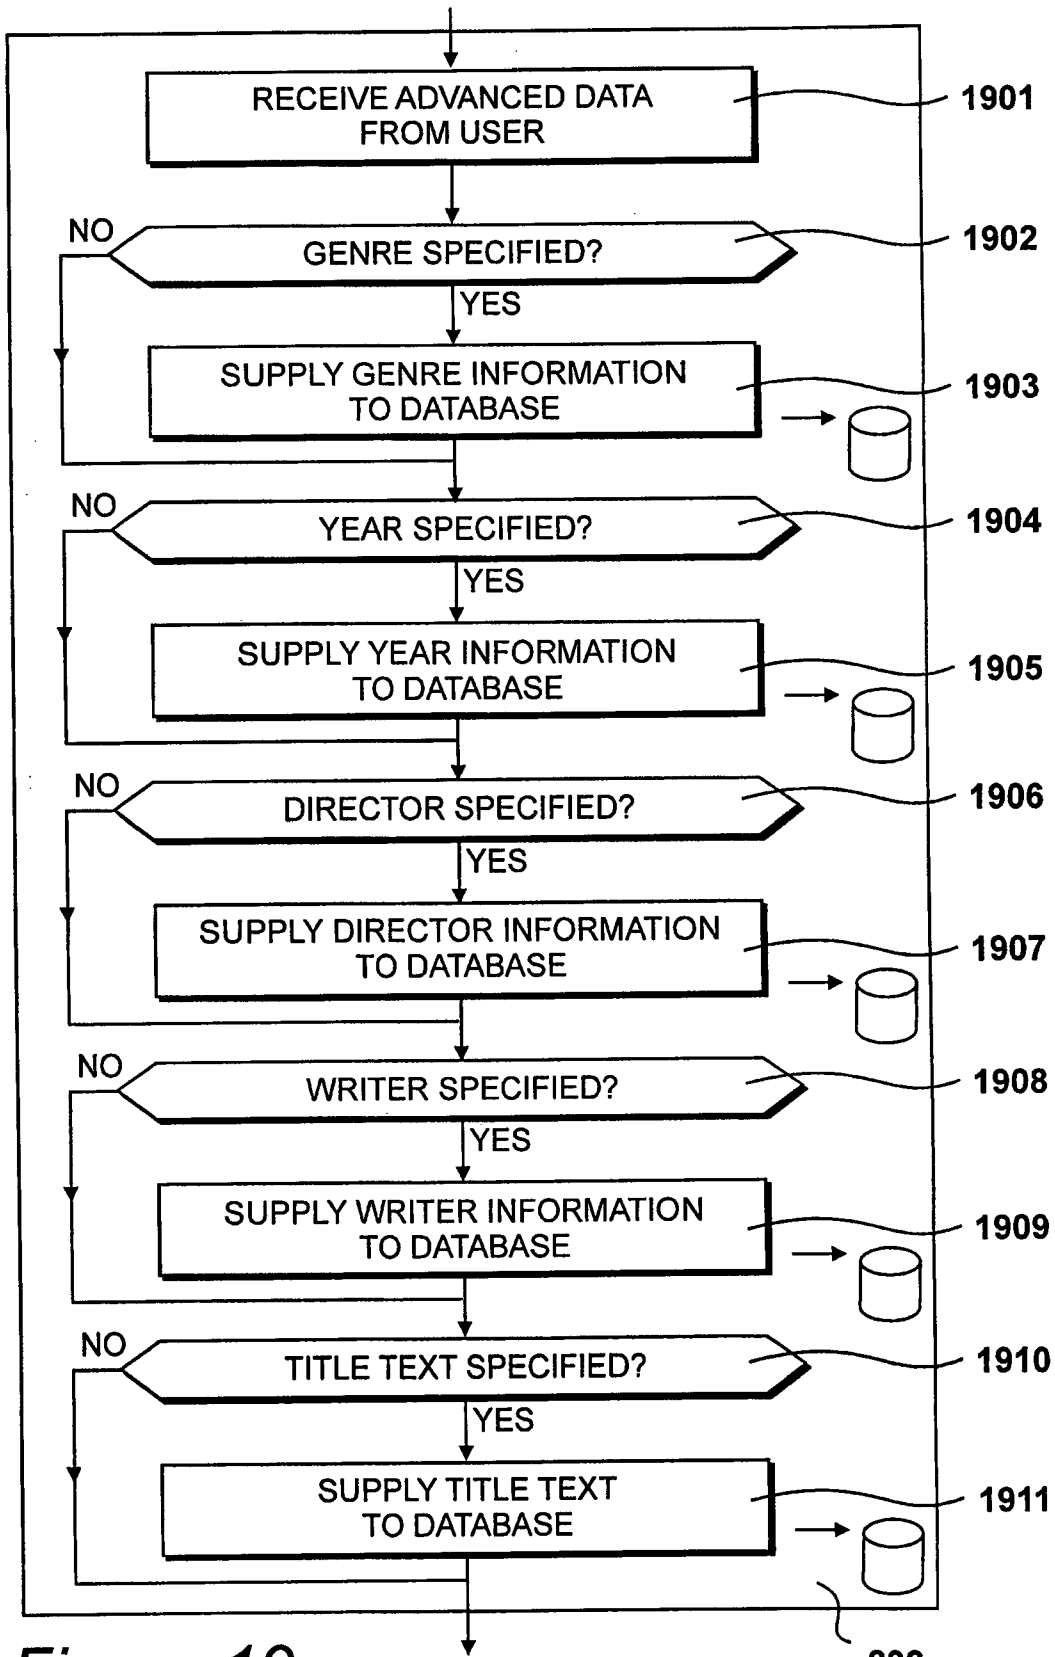 RECEIVE ADVANCED DATA
FROM USER
1901
NO
GENRE SPECIFIED?
1902
YES
SUPPLY GENRE INFORMATION
TO DATABASE
1903
NO
YEAR SPECIFIED?
1904
YES
SUPPLY YEAR INFORMATION
TO DATABASE
1905
NO
DIRECTOR SPECIFIED?
1906
YES
SUPPLY DIRECTOR INFORMATION
TO DATABASE
1907
NO
WRITER SPECIFIED?
1908
YES
SUPPLY WRITER INFORMATION
TO DATABASE
1909
NO
TITLE TEXT SPECIFIED?
1910
YES
SUPPLY TITLE TEXT
TO DATABASE
1911